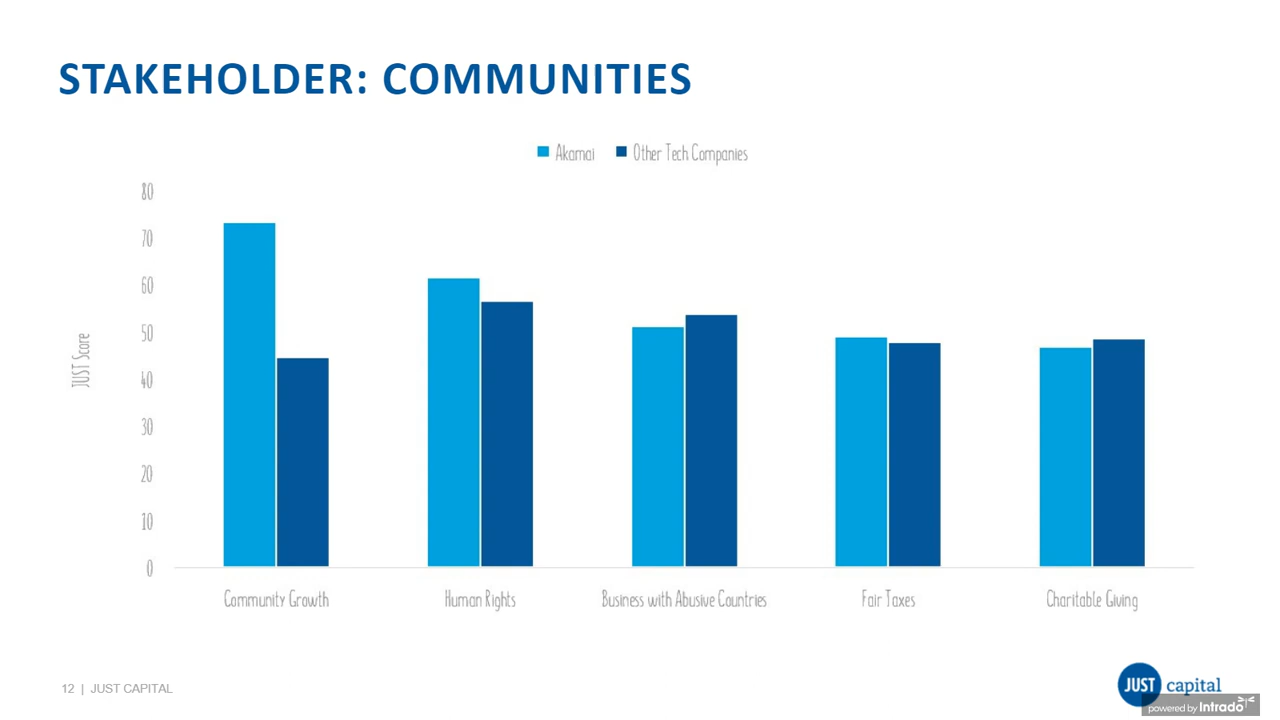 STAKEHOLDER: COMMUNITIES
Akamai Other Tech Companies
80
70
60
50
40
30
20
10
0
JUST Score
Community Growth Human Rights Business with Abusive Countries Fair Taxes Charitable Giving
12 | JUST CAPITAL
JUST capital
powered by Intrado